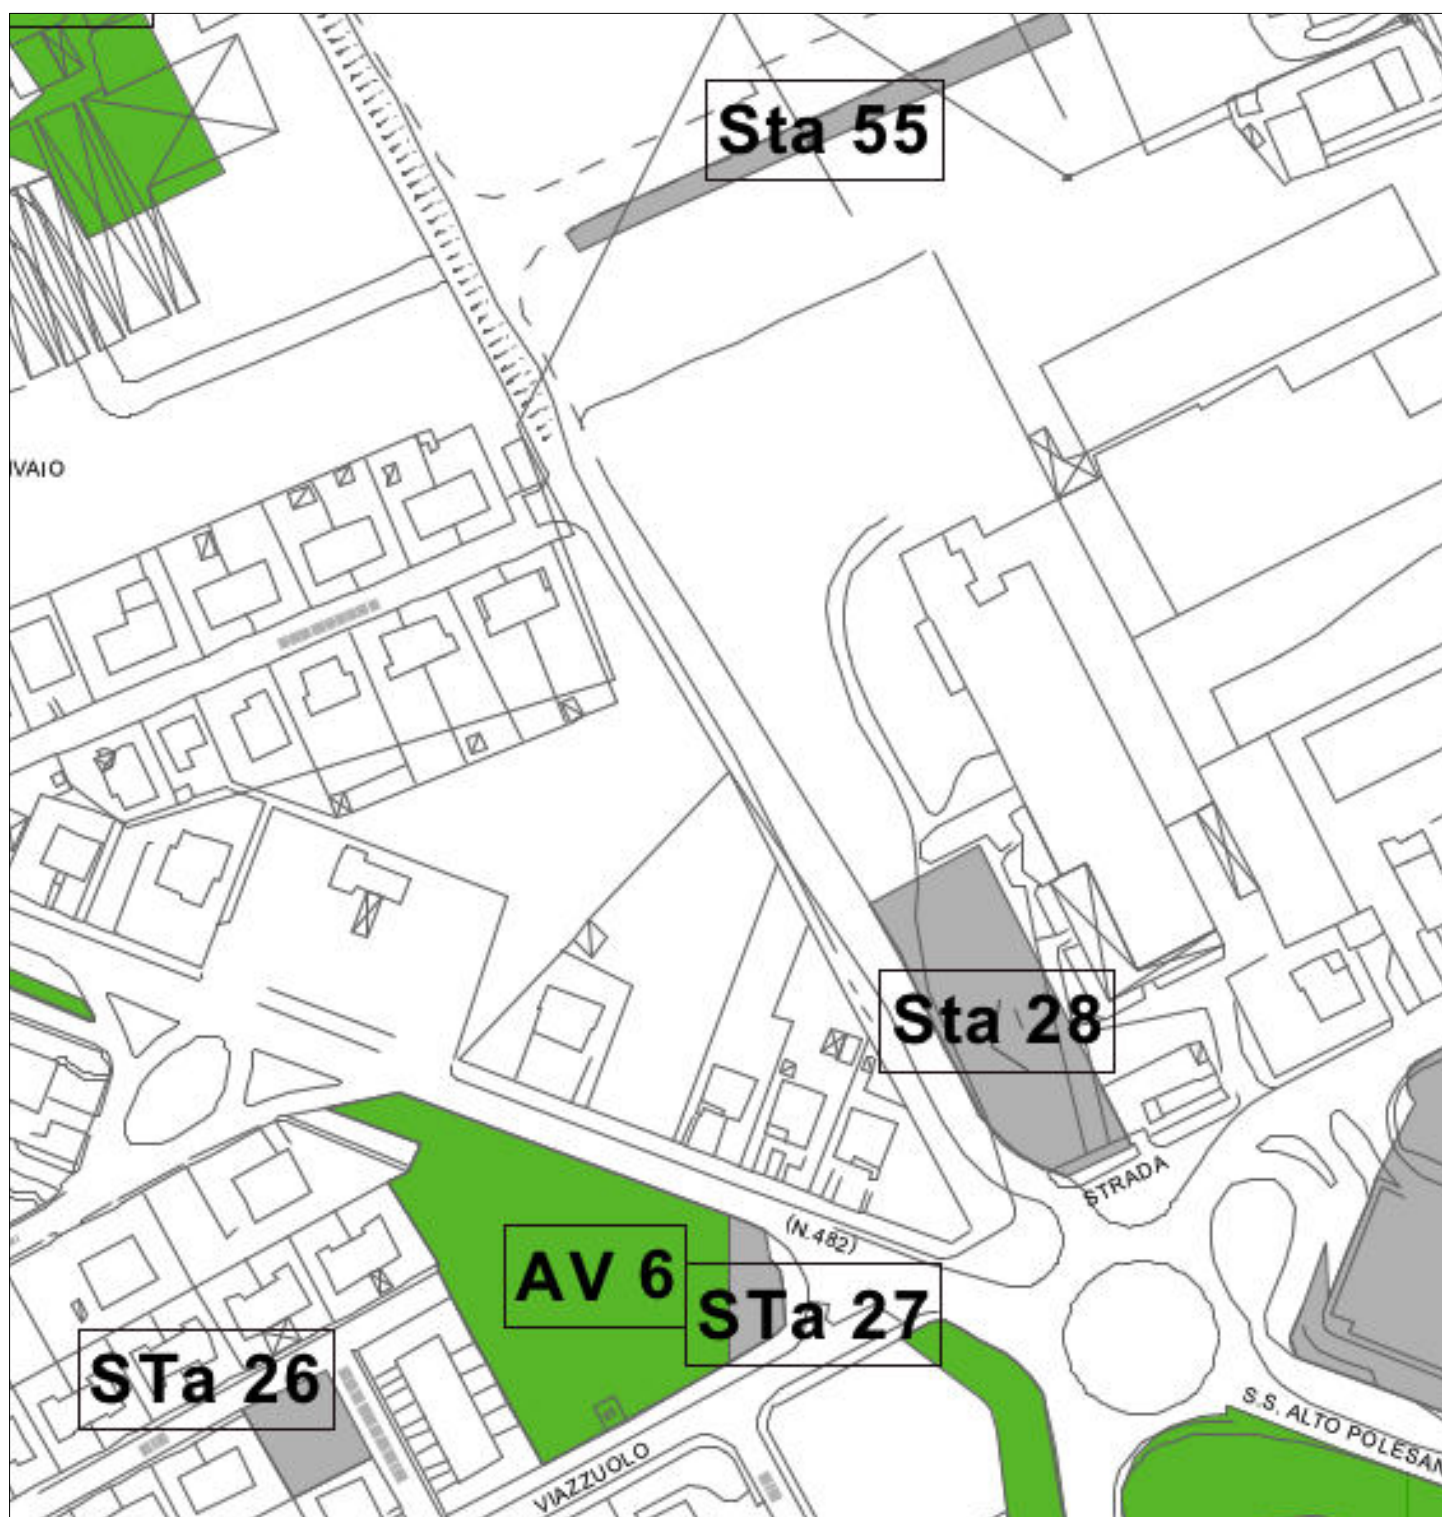 Sta 55
IVAIO
Sta 28
STRADA
(N.482)
AV 6
STa 27
STa 26
S.S. ALTO POLESAN
VIAZZUOLO